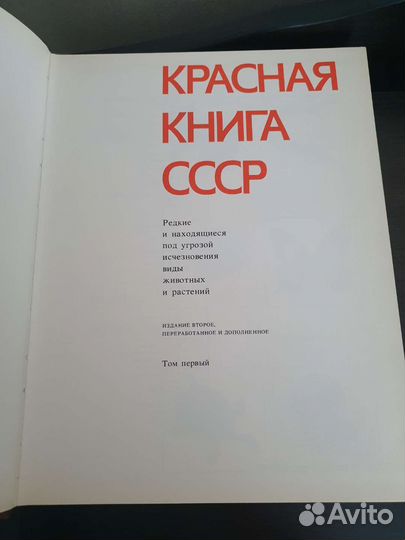 КРАСНАЯ
КНИГА
СССР
Редкие
и находящиеся
под угрозой
исчезновения
виды
животных
и растений
ИЗДАНИЕ ВТОРОЕ,
ПЕРЕРАБОТАННОЕ И ДОПОЛНЕННОЕ
Том первый
Avito